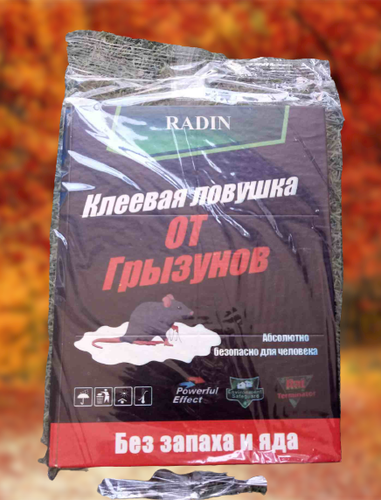 RADIN
Клеевая ловушка
ОТ
Грызунов
Абсолютно
безопасно для человека
Powerful
Effect
Без запаха и яда